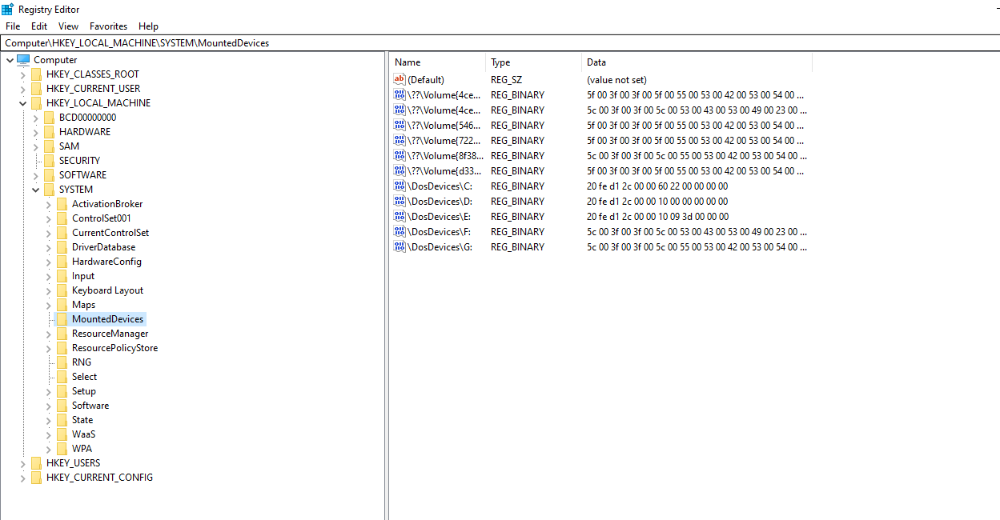 Registry Editor
File Edit View Favorites Help
Computer\HKEY_LOCAL_MACHINE\SYSTEM\MountedDevices
Computer
HKEY_CLASSES_ROOT
HKEY_CURRENT_USER
HKEY_LOCAL_MACHINE
BCD00000000
HARDWARE
SAM
SECURITY
SOFTWARE
SYSTEM
ActivationBroker
ControlSet001
CurrentControlSet
DriverDatabase
HardwareConfig
Input
Keyboard Layout
Maps
MountedDevices
ResourceManager
ResourcePolicyStore
RNG
Select
Setup
Software
State
WaaS
WPA
HKEY_USERS
HKEY_CURRENT_CONFIG
Name Type Data
ab (Default) REG_SZ (value not set)
\??\Volume{4ce... REG_BINARY 5f 00 3f 00 3f 00 5f 00 55 00 53 00 42 00 53 00 54 00 ...
\??\Volume{4ce... REG_BINARY 5c 00 3f 00 3f 00 5c 00 53 00 43 00 53 00 49 00 23 00 ...
\??\Volume{546... REG_BINARY 5f 00 3f 00 3f 00 5f 00 55 00 53 00 42 00 53 00 54 00 ...
\??\Volume{722... REG_BINARY 5f 00 3f 00 3f 00 5f 00 55 00 53 00 42 00 53 00 54 00 ...
\??\Volume{8f38... REG_BINARY 5c 00 3f 00 3f 00 5c 00 55 00 53 00 42 00 53 00 54 00 ...
\??\Volume{d33... REG_BINARY 5f 00 3f 00 3f 00 5f 00 55 00 53 00 42 00 53 00 54 00 ...
\DosDevices\C: REG_BINARY 20 fe d1 2c 00 00 60 22 00 00 00 00
\DosDevices\D: REG_BINARY 20 fe d1 2c 00 00 10 00 00 00 00 00
\DosDevices\E: REG_BINARY 20 fe d1 2c 00 00 10 09 3d 00 00 00
\DosDevices\F: REG_BINARY 5c 00 3f 00 3f 00 5c 00 53 00 43 00 53 00 49 00 23 00 ...
\DosDevices\G: REG_BINARY 5c 00 3f 00 3f 00 5c 00 55 00 53 00 42 00 53 00 54 00 ...